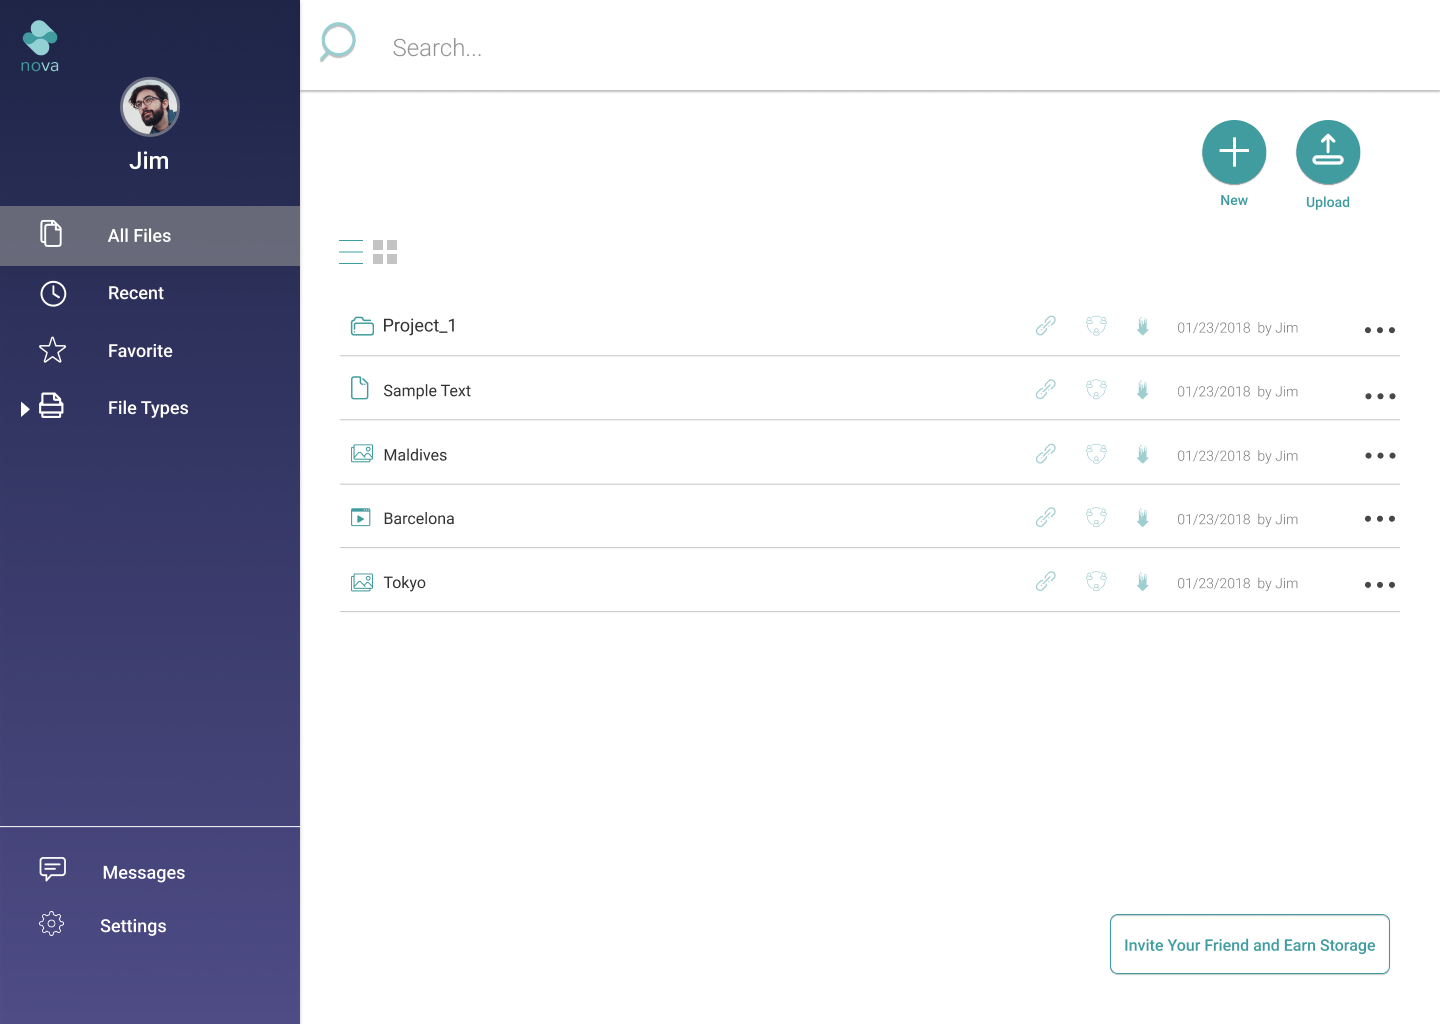 nova
Search...
Jim
New
Upload
All Files
Recent
Favorite
File Types
Project_1 01/23/2018 by Jim
Sample Text 01/23/2018 by Jim
Maldives 01/23/2018 by Jim
Barcelona 01/23/2018 by Jim
Tokyo 01/23/2018 by Jim
Messages
Settings
Invite Your Friend and Earn Storage